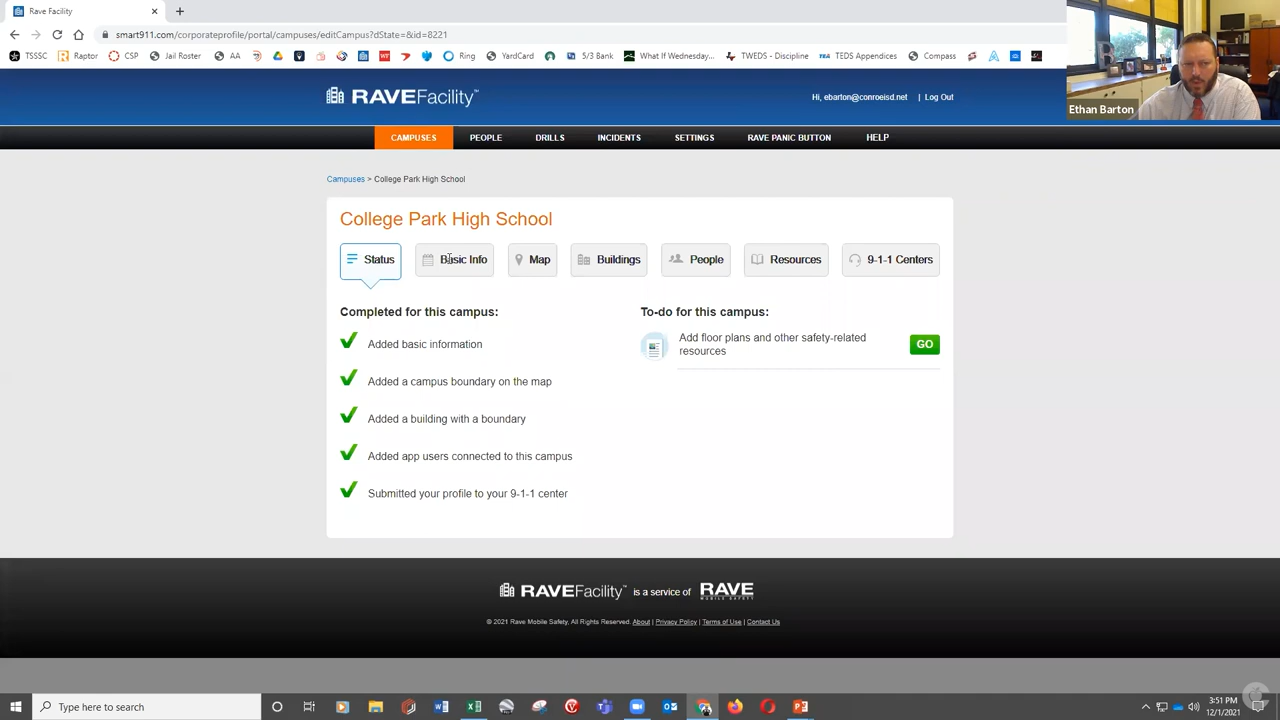 Rave Facility
smart911.com/corporateprofile/portal/campuses/editCampus?dState=&id=8221
TSSSC Raptor CSP Jail Roster AA Ring YardCard 5/3 Bank What If Wednesday... TWEDS - Discipline TEA TEDS Appendices Compass
Ethan Barton
RAVEFacility™
Hi, ebarton@conroeisd.net | Log Out
CAMPUSES PEOPLE DRILLS INCIDENTS SETTINGS RAVE PANIC BUTTON HELP
Campuses > College Park High School
College Park High School
Status Basic Info Map Buildings People Resources 9-1-1 Centers
Completed for this campus:
Added basic information
Added a campus boundary on the map
Added a building with a boundary
Added app users connected to this campus
Submitted your profile to your 9-1-1 center
To-do for this campus:
Add floor plans and other safety-related
resources
GO
RAVEFacility™ is a service of RAVE
MOBILE SAFETY
© 2021 Rave Mobile Safety, All Rights Reserved. About | Privacy Policy | Terms of Use | Contact Us
Type here to search
3:51 PM
12/1/2021